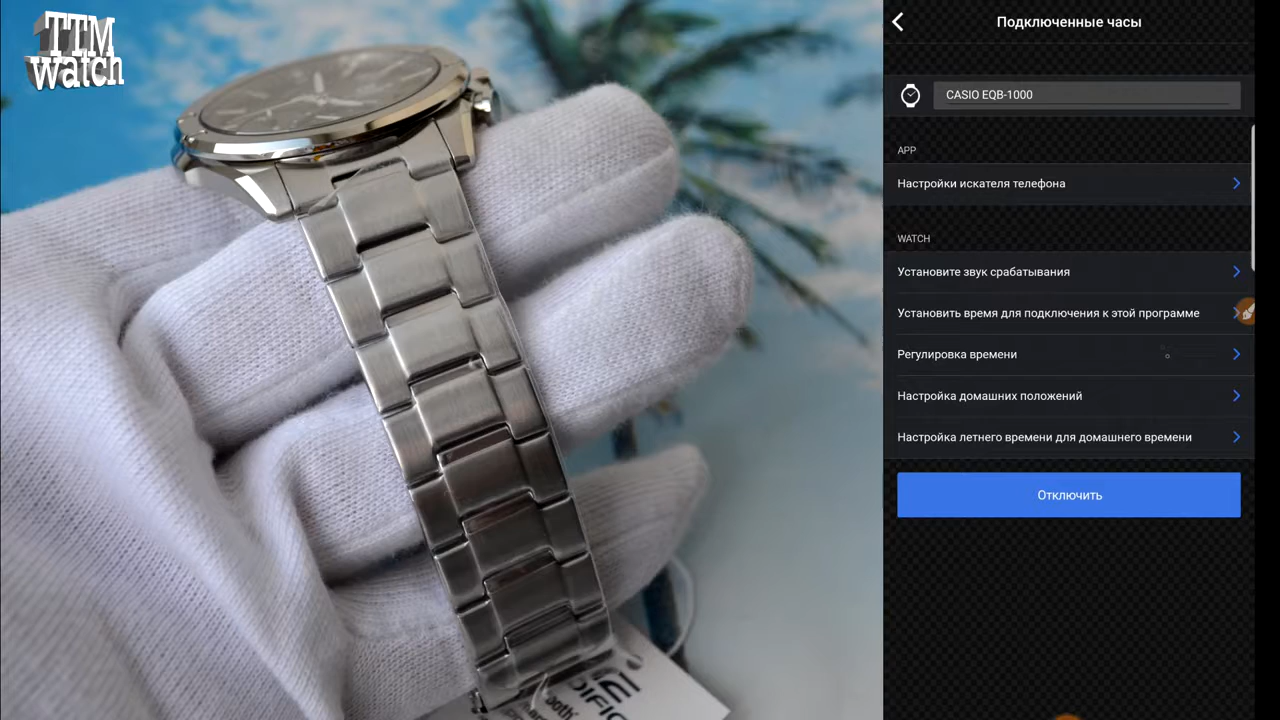 TTM
watch
Подключенные часы
CASIO EQB-1000
APP
Настройки искателя телефона
WATCH
Установите звук срабатывания
Установить время для подключения к этой программе
Регулировка времени
Настройка домашних положений
Настройка летнего времени для домашнего времени
Отключить